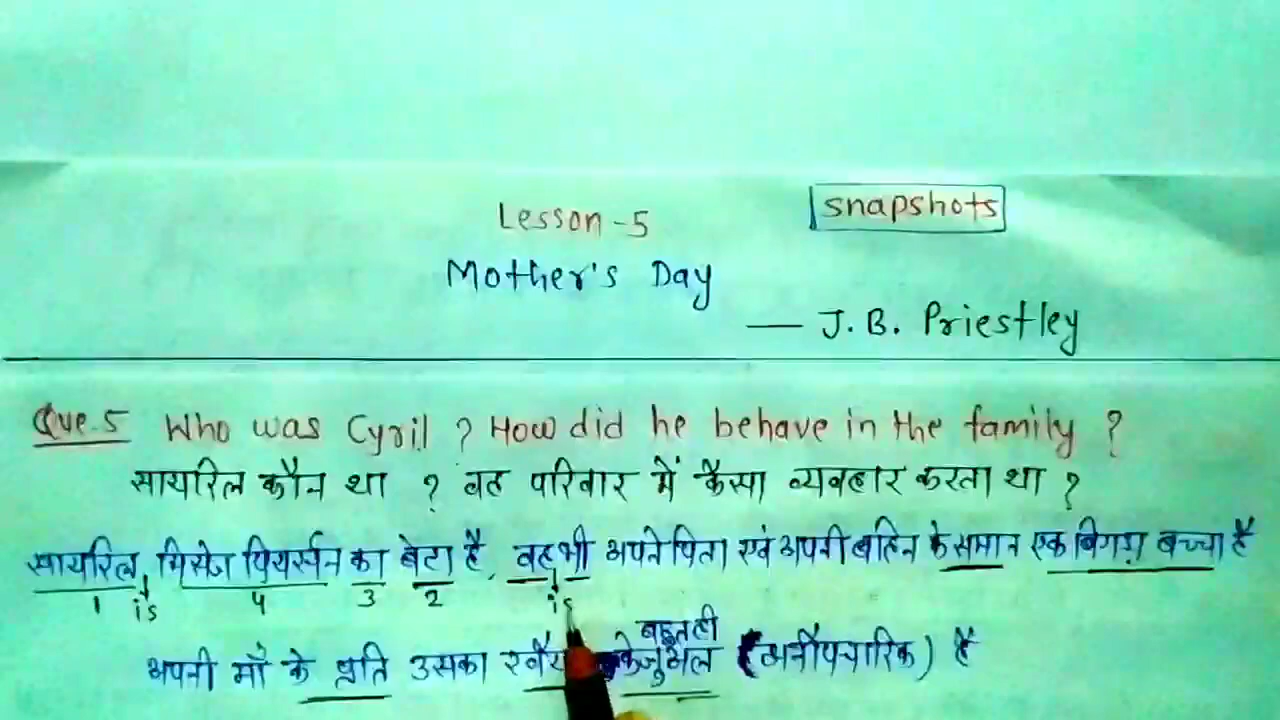 Lesson-5
snapshots
Mother's Day
— J.B. Priestley
Que.5 Who was Cyril ? How did he behave in the family ?
सायरिल कौन था ? वह परिवार में कैसा व्यवहार करता था ?
सायरिल, मिसेज पियर्सन का बेटा है, वह भी अपने पिता एवं अपनी बहिन के समान एक बिगड़ा बच्चा है
1 is 4 3 2 is
बहुत ही
अपनी माँ के प्रति उसका केजुअल (अनौपचारिक) है